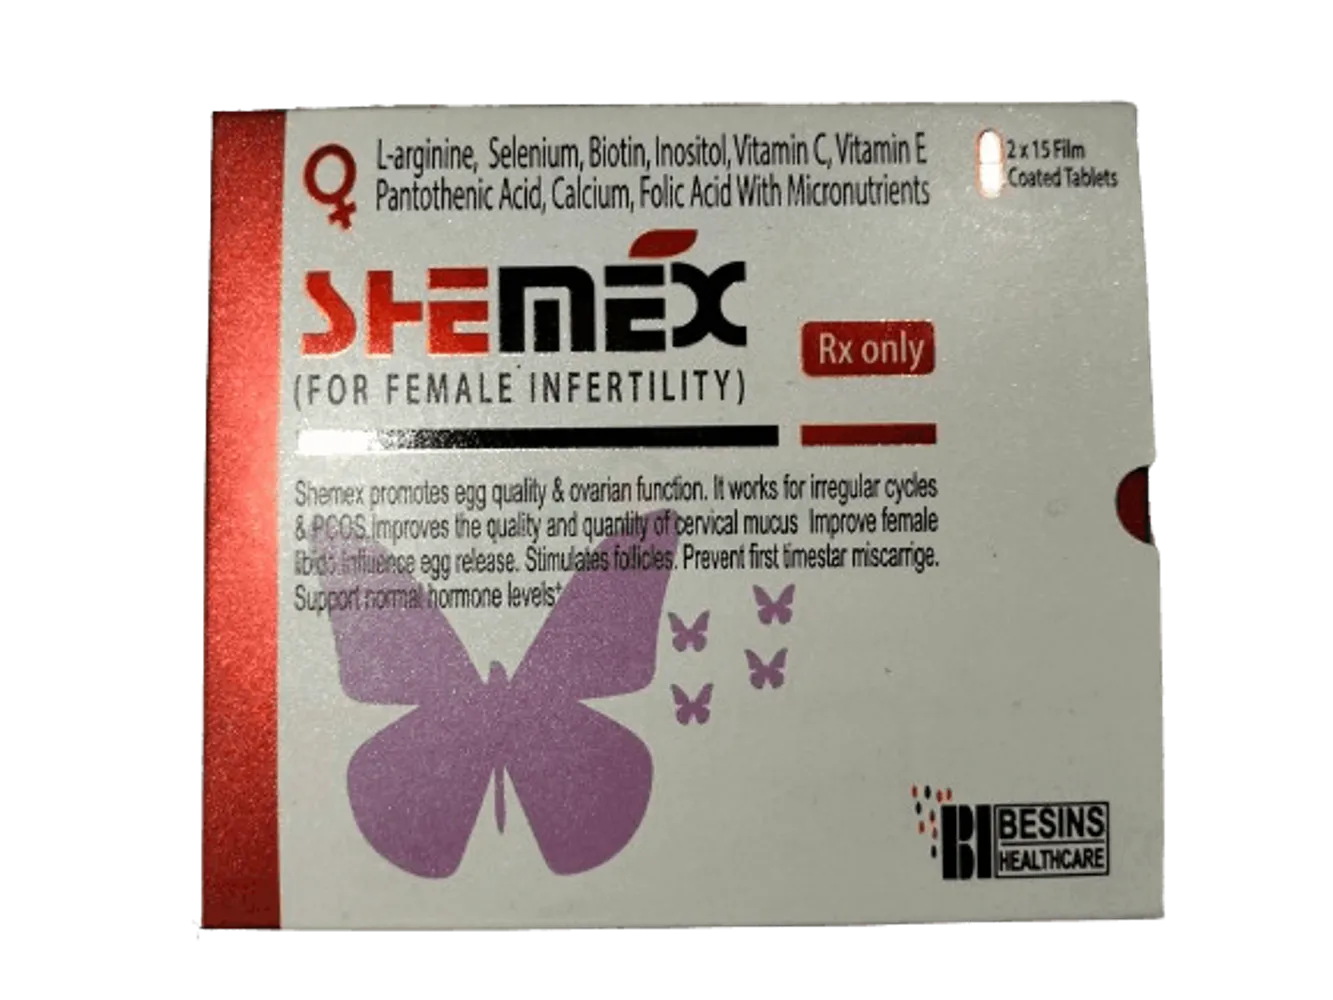 L-arginine, Selenium, Biotin, Inositol, Vitamin C, Vitamin E
Pantothenic Acid, Calcium, Folic Acid With Micronutrients
2 x 15 Film
Coated Tablets
SHEMEX
Rx only
(FOR FEMALE INFERTILITY)
Shemex promotes egg quality & ovarian function. It works for irregular cycles
& PCOS.Improves the quality and quantity of cervical mucus Improve female
libido influence egg release. Stimulates follicles. Prevent first timestar miscarrige.
Support normal hormone levels
BI BESINS
HEALTHCARE